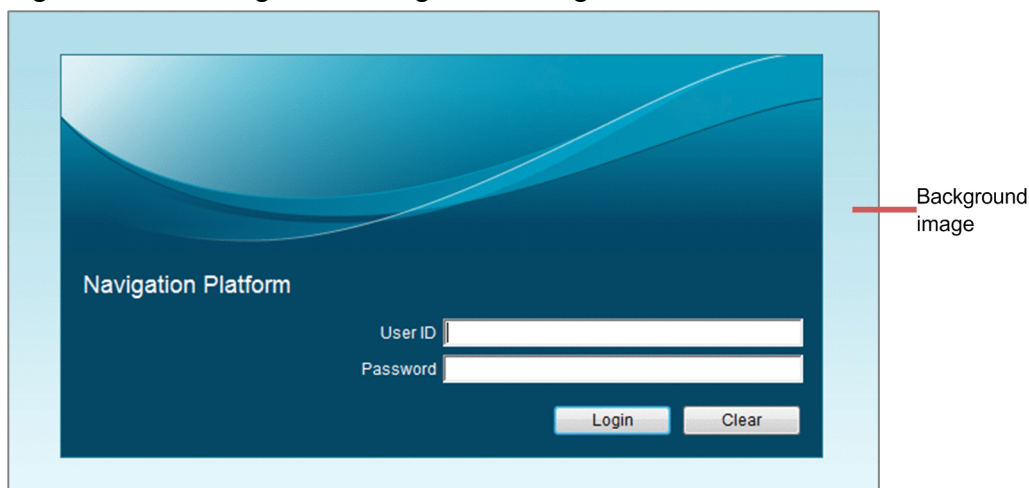 Background
image
Navigation Platform
User ID
Password
Login Clear